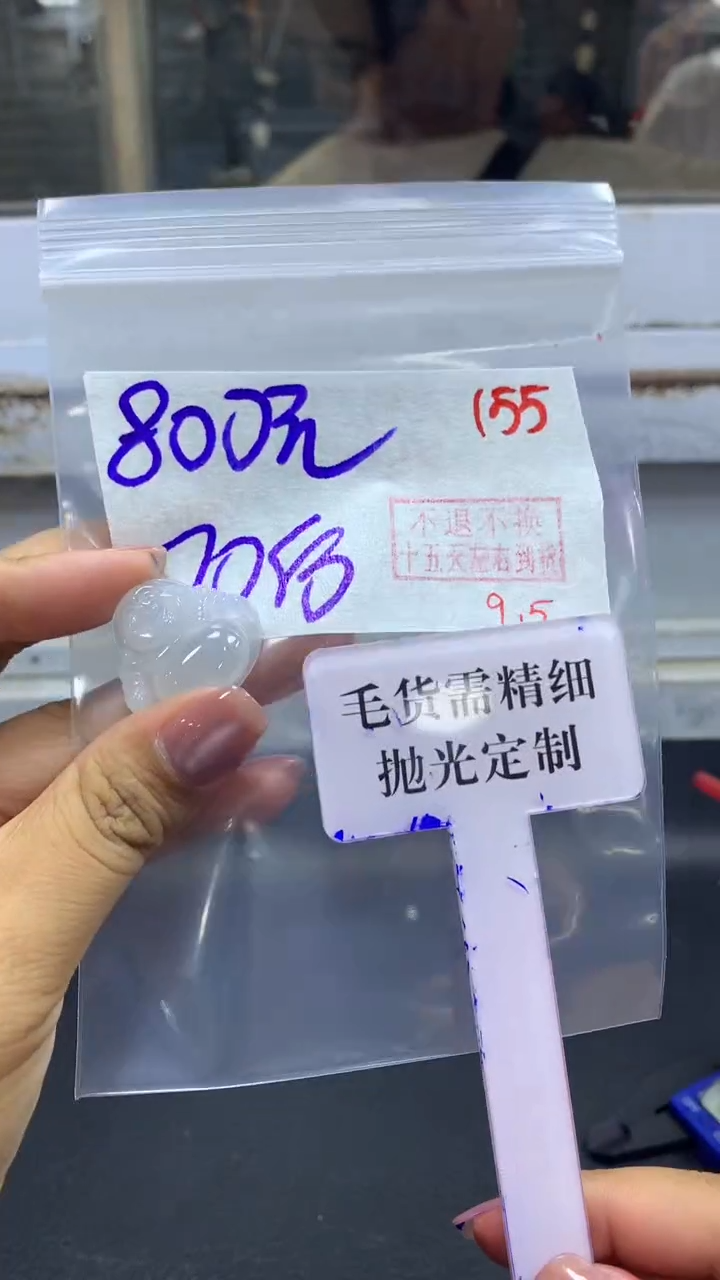 800元
155
不退不换
十五天左右到货
9.5
毛货需精细
抛光定制